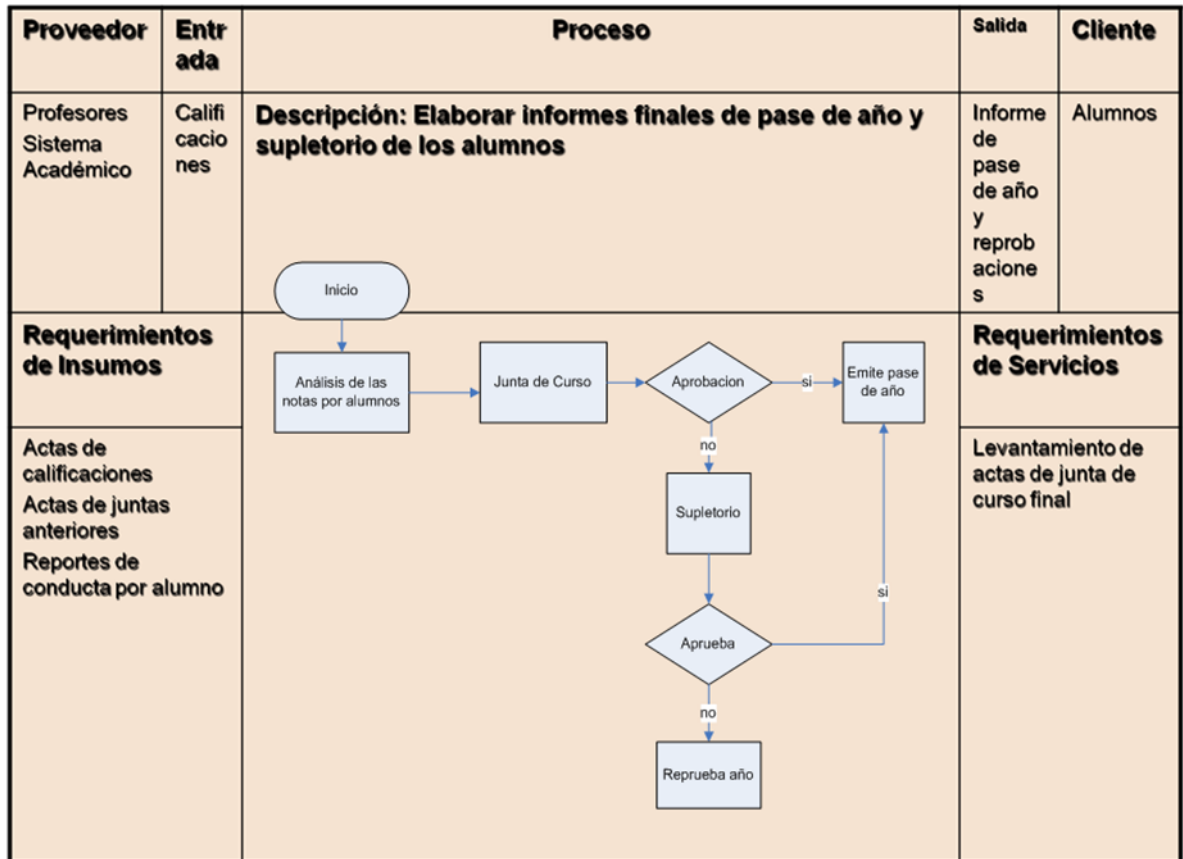 Proveedor
Entr
ada
Proceso
Salida
Cliente
Profesores
Sistema
Académico
Califi
cacio
nes
Descripción: Elaborar informes finales de pase de año y
supletorio de los alumnos
Informe
de
pase
de año
y
reprob
acione
s
Alumnos
Requerimientos
de Insumos
Actas de
calificaciones
Actas de juntas
anteriores
Reportes de
conducta por alumno
Inicio
Análisis de las
notas por alumnos
Junta de Curso
Aprobacion
si
Emite pase
de año
no
Supletorio
Aprueba
si
no
Reprueba año
Requerimientos
de Servicios
Levantamiento de
actas de junta de
curso final